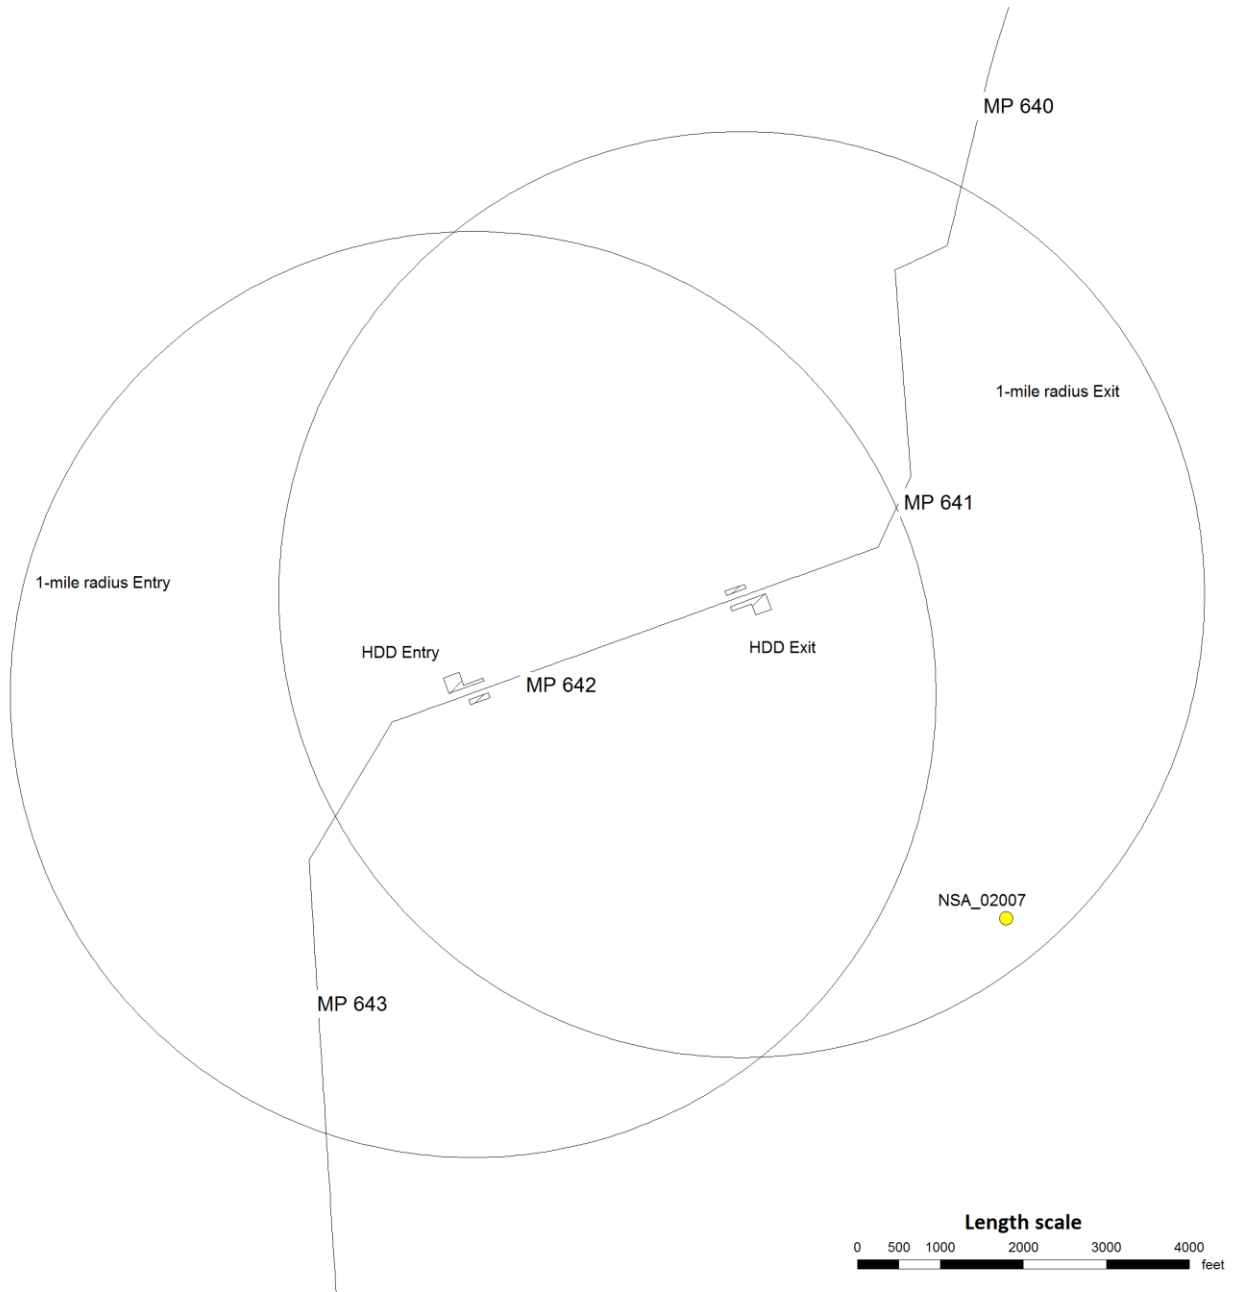 MP 640
1-mile radius Exit
MP 641
1-mile radius Entry
HDD Entry
HDD Exit
MP 642
NSA_02007
MP 643
Length scale
0 500 1000 2000 3000 4000
feet